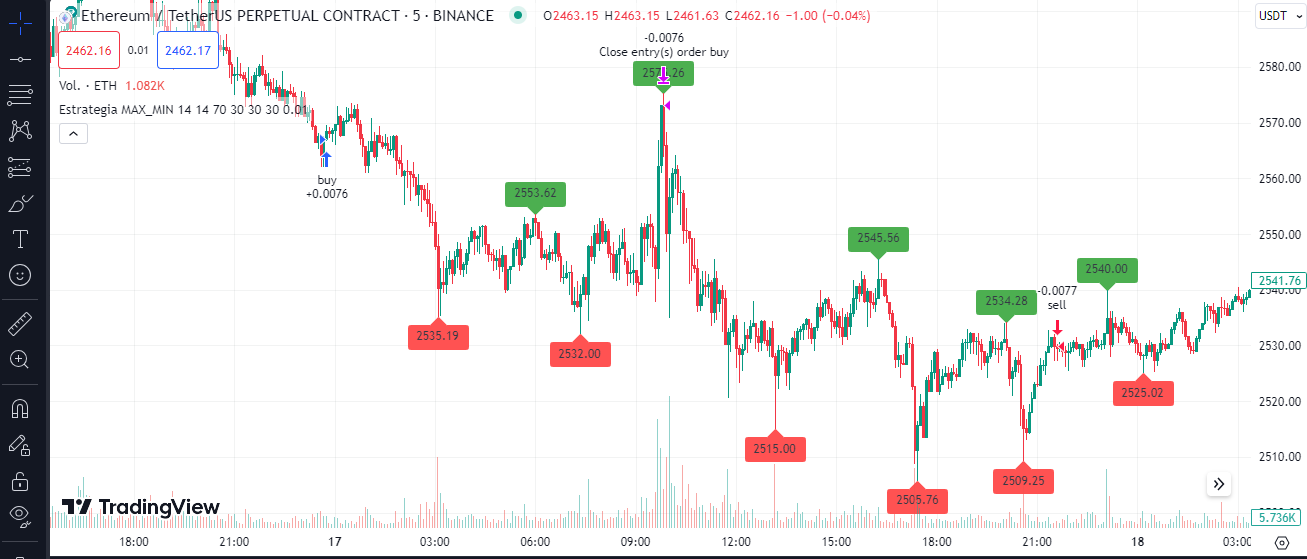 Ethereum / TetherUS PERPETUAL CONTRACT · 5 · BINANCE
O2463.15 H2463.15 L2461.63 C2462.16 −1.00 (−0.04%)
USDT
2462.16 0.01 2462.17
Vol. · ETH 1.082K
Estrategia MAX_MIN 14 14 70 30 30 30 0.01
-0.0076
Close entry(s) order buy
buy
+0.0076
2553.62
2535.19
2532.00
2515.00
2545.56
2505.76
2534.28
2509.25
-0.0077
sell
2540.00
2525.02
2580.00
2570.00
2560.00
2550.00
2541.76
2540.00
2530.00
2520.00
2510.00
5.736K
TradingView
18:00 21:00 17 03:00 06:00 09:00 12:00 15:00 18:00 21:00 18 03:00